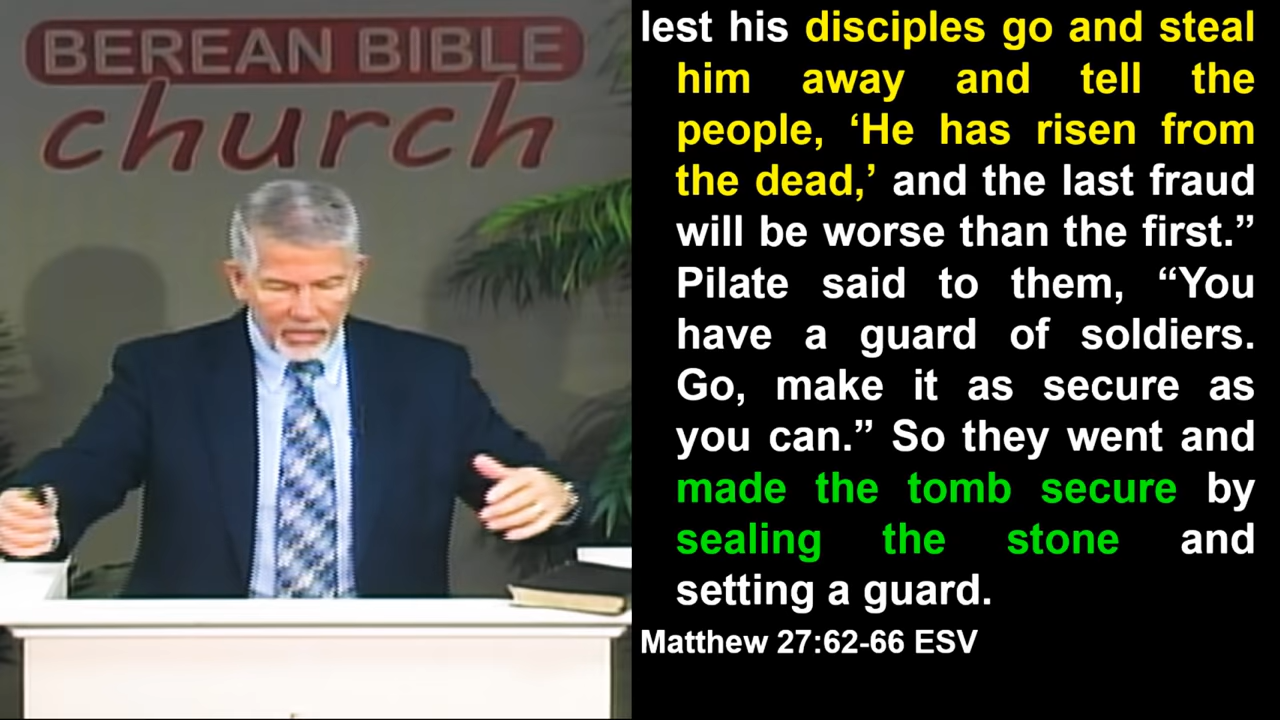 BEREAN BIBLE
church
lest his disciples go and steal
him away and tell the
people, ‘He has risen from
the dead,’ and the last fraud
will be worse than the first.”
Pilate said to them, “You
have a guard of soldiers.
Go, make it as secure as
you can.” So they went and
made the tomb secure by
sealing the stone and
setting a guard.
Matthew 27:62-66 ESV